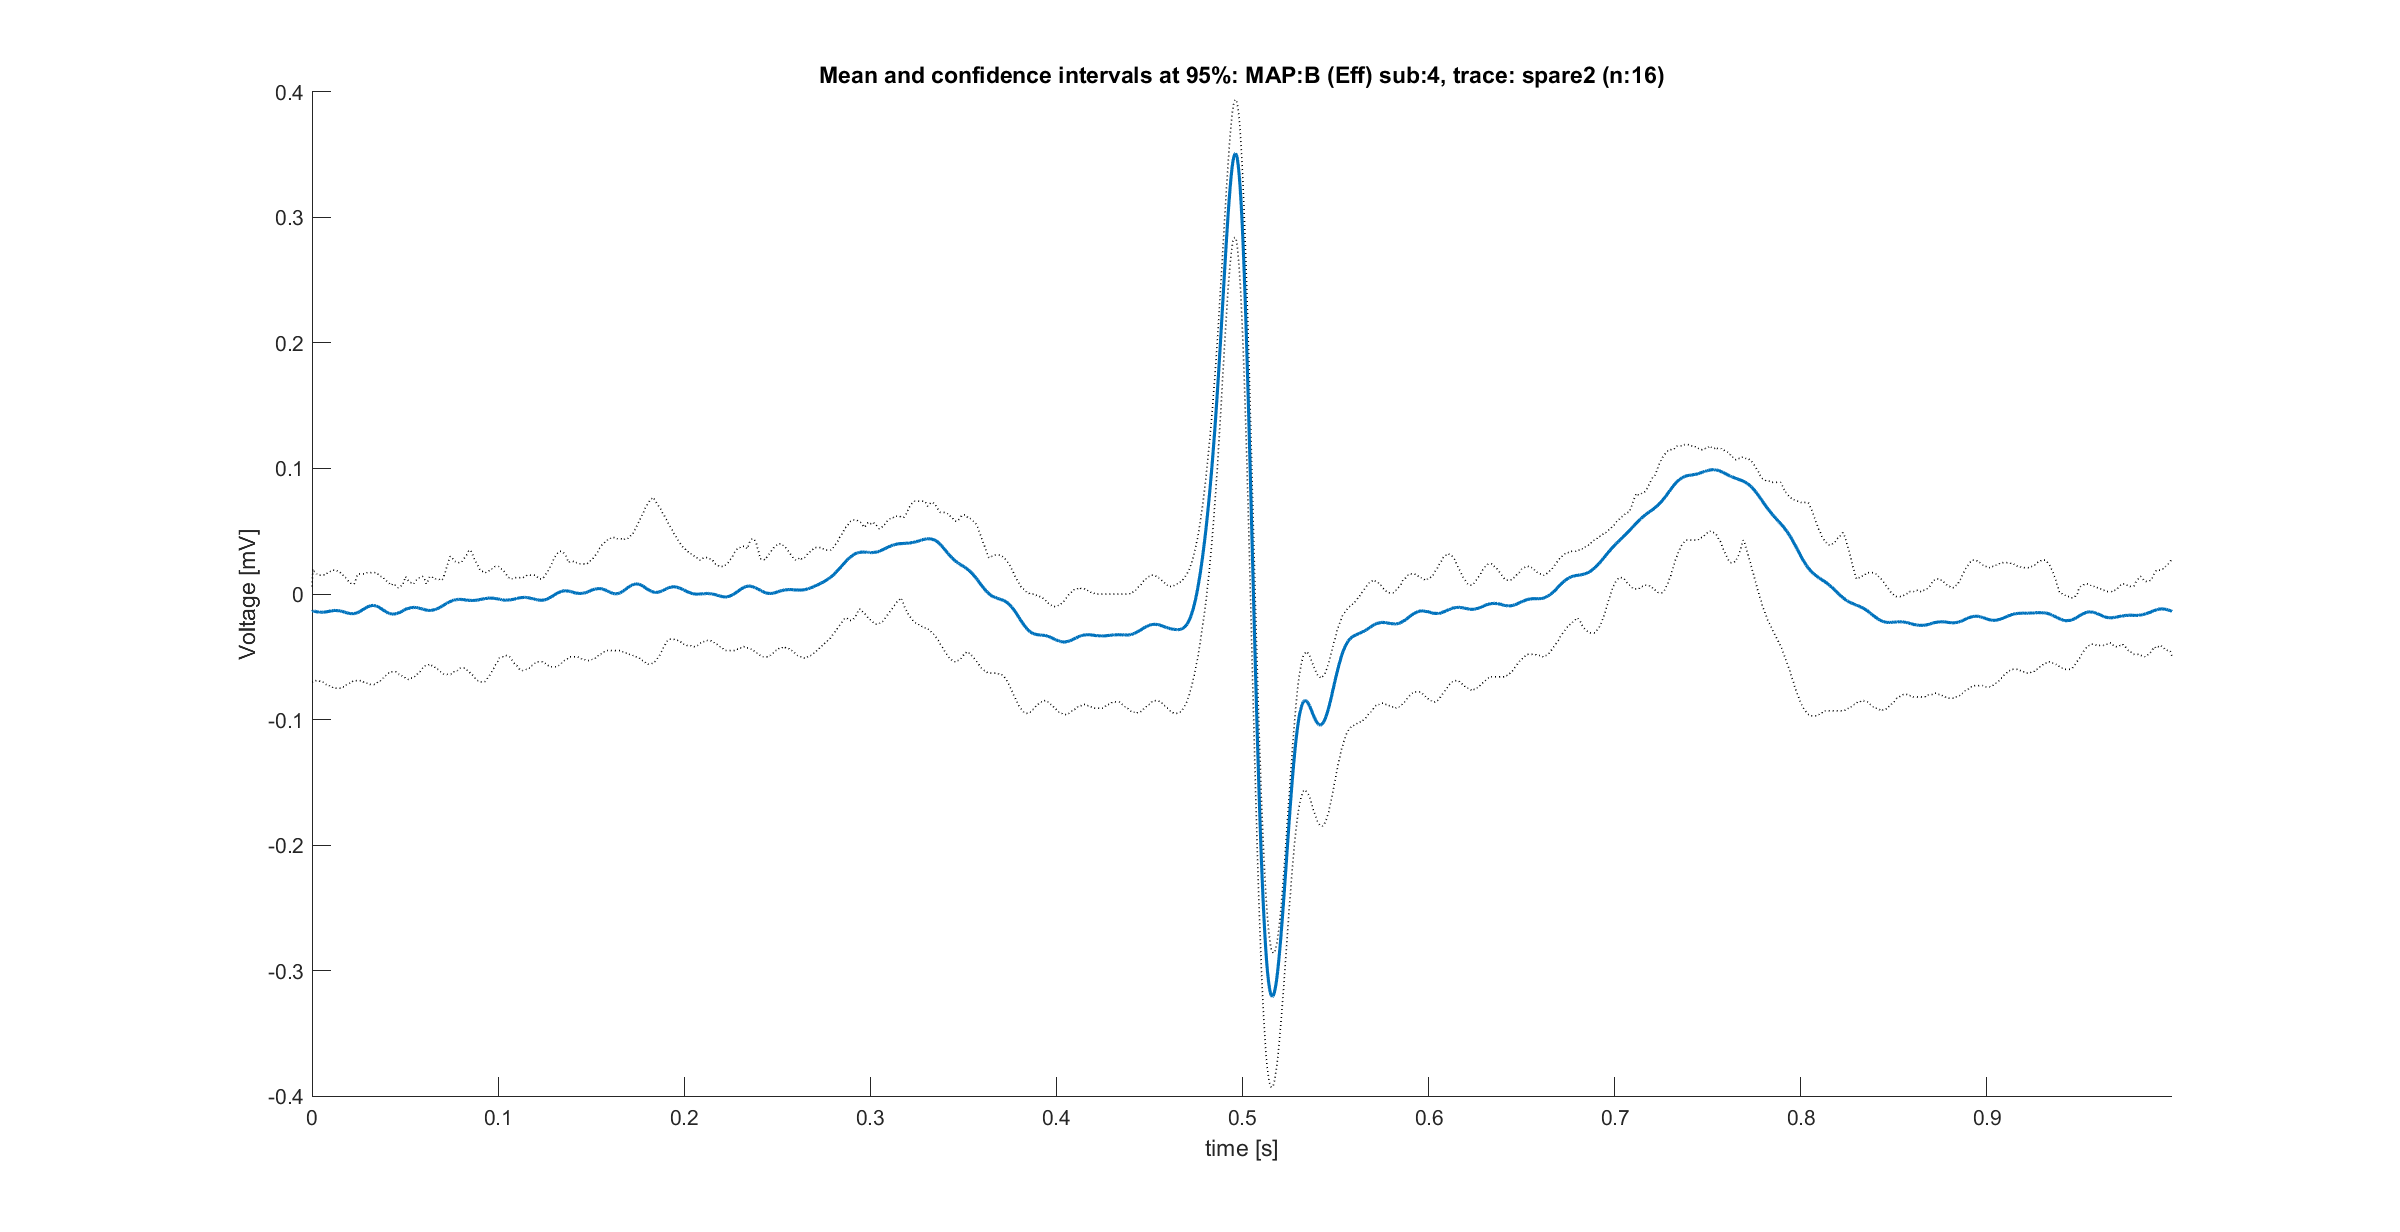 Mean and confidence intervals at 95%: MAP:B (Eff) sub:4, trace: spare2 (n:16)
0.4
0.3
0.2
0.1
0
-0.1
-0.2
-0.3
-0.4
Voltage [mV]
0 0.1 0.2 0.3 0.4 0.5 0.6 0.7 0.8 0.9
time [s]